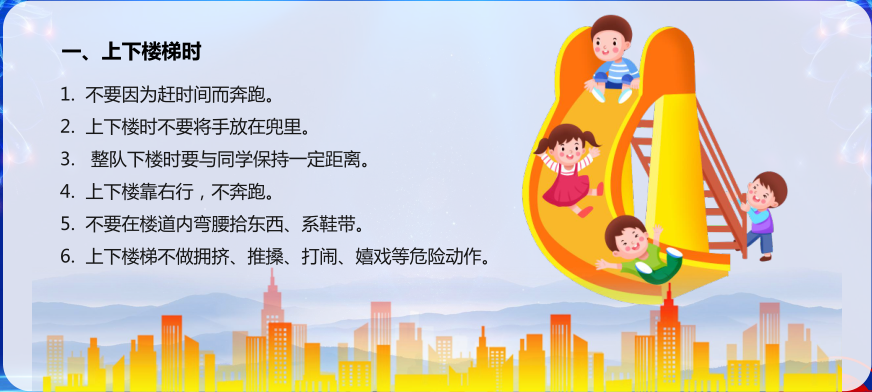 一、上下楼梯时
1. 不要因为赶时间而奔跑。
2. 上下楼时不要将手放在兜里。
3. 整队下楼时要与同学保持一定距离。
4. 上下楼靠右行，不奔跑。
5. 不要在楼道内弯腰拾东西、系鞋带。
6. 上下楼梯不做拥挤、推搡、打闹、嬉戏等危险动作。